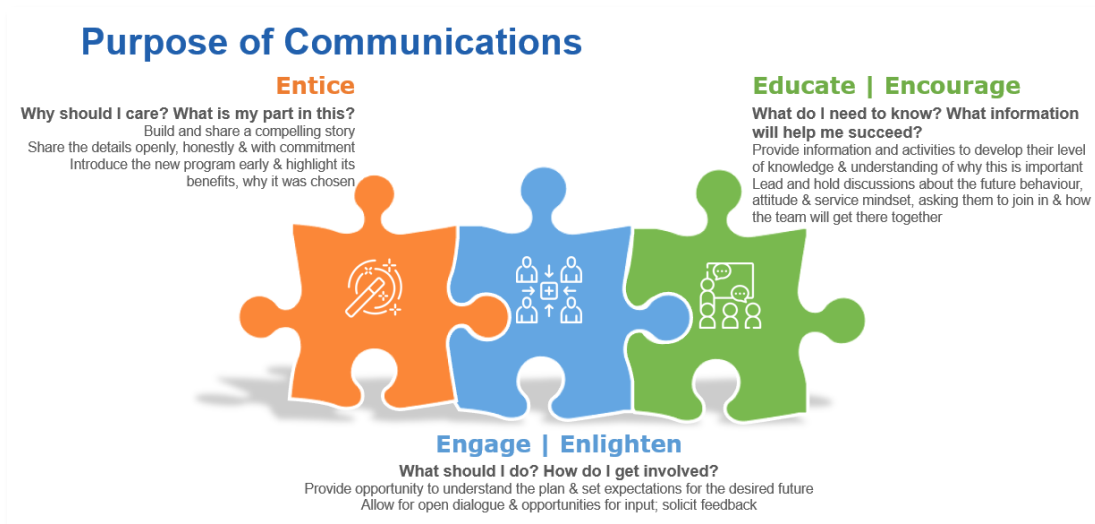 Purpose of Communications
Entice
Why should I care? What is my part in this?
Build and share a compelling story
Share the details openly, honestly & with commitment
Introduce the new program early & highlight its
benefits, why it was chosen
Educate | Encourage
What do I need to know? What information
will help me succeed?
Provide information and activities to develop their level
of knowledge & understanding of why this is important
Lead and hold discussions about the future behaviour,
attitude & service mindset, asking them to join in & how
the team will get there together
Engage | Enlighten
What should I do? How do I get involved?
Provide opportunity to understand the plan & set expectations for the desired future
Allow for open dialogue & opportunities for input; solicit feedback